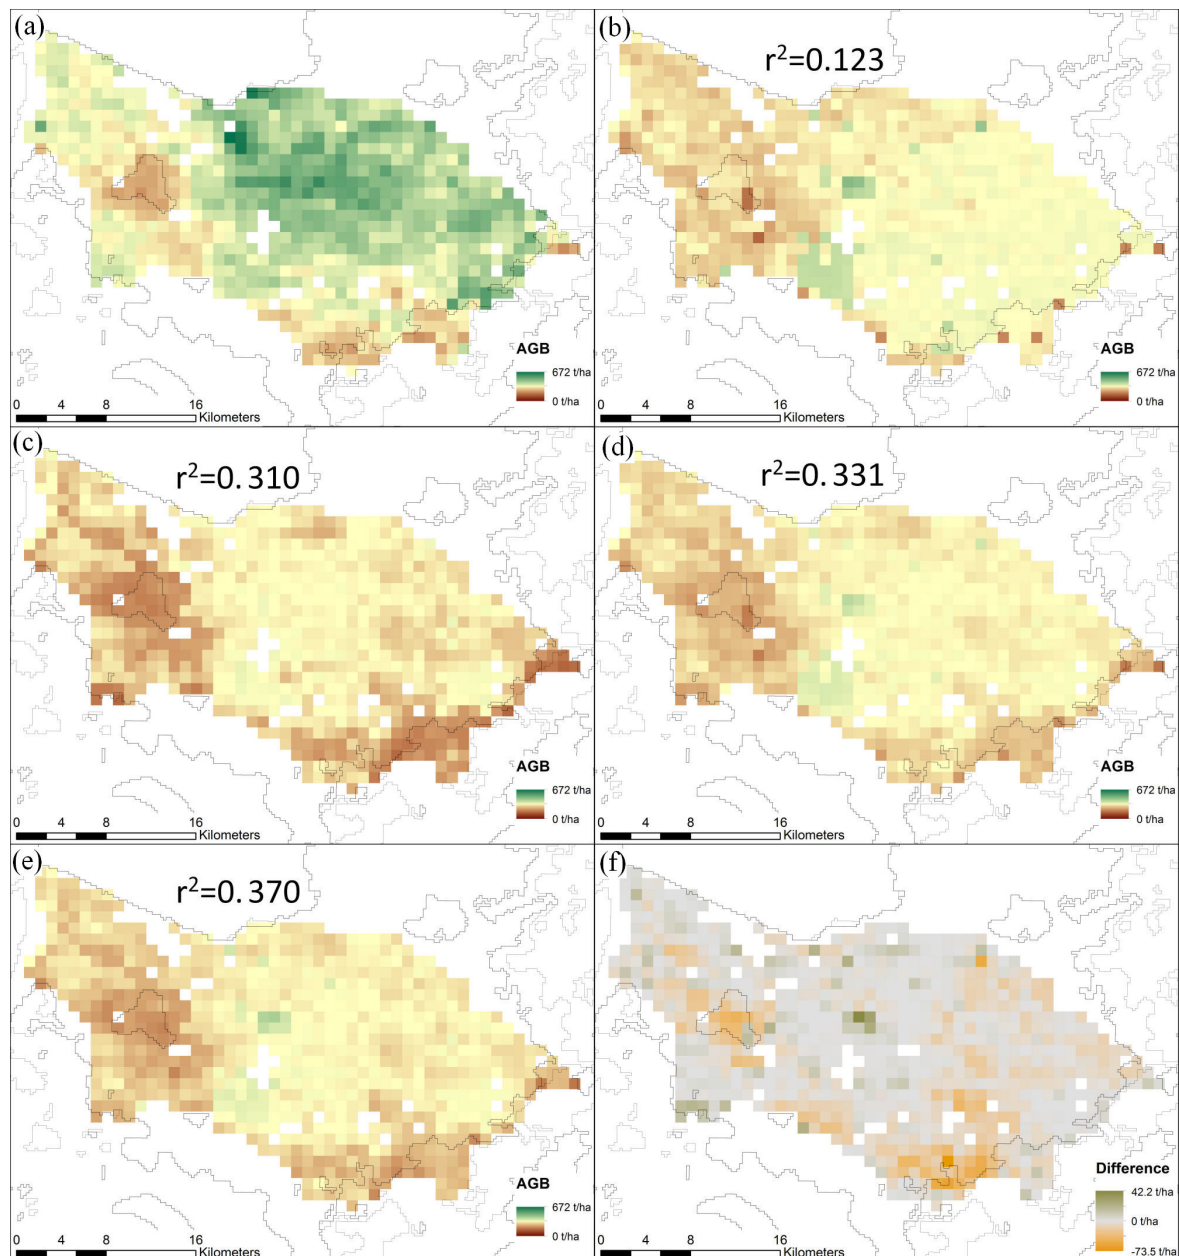 (a)
AGB
672 t/ha
0 t/ha
0 4 8 16
Kilometers
(b)
r²=0.123
AGB
672 t/ha
0 t/ha
0 4 8 16
Kilometers
(c)
r²=0.310
AGB
672 t/ha
0 t/ha
0 4 8 16
Kilometers
(d)
r²=0.331
AGB
672 t/ha
0 t/ha
0 4 8 16
Kilometers
(e)
r²=0.370
AGB
672 t/ha
0 t/ha
0 4 8 16
Kilometers
(f)
Difference
42.2 t/ha
0 t/ha
-73.5 t/ha
0 4 8 16
Kilometers